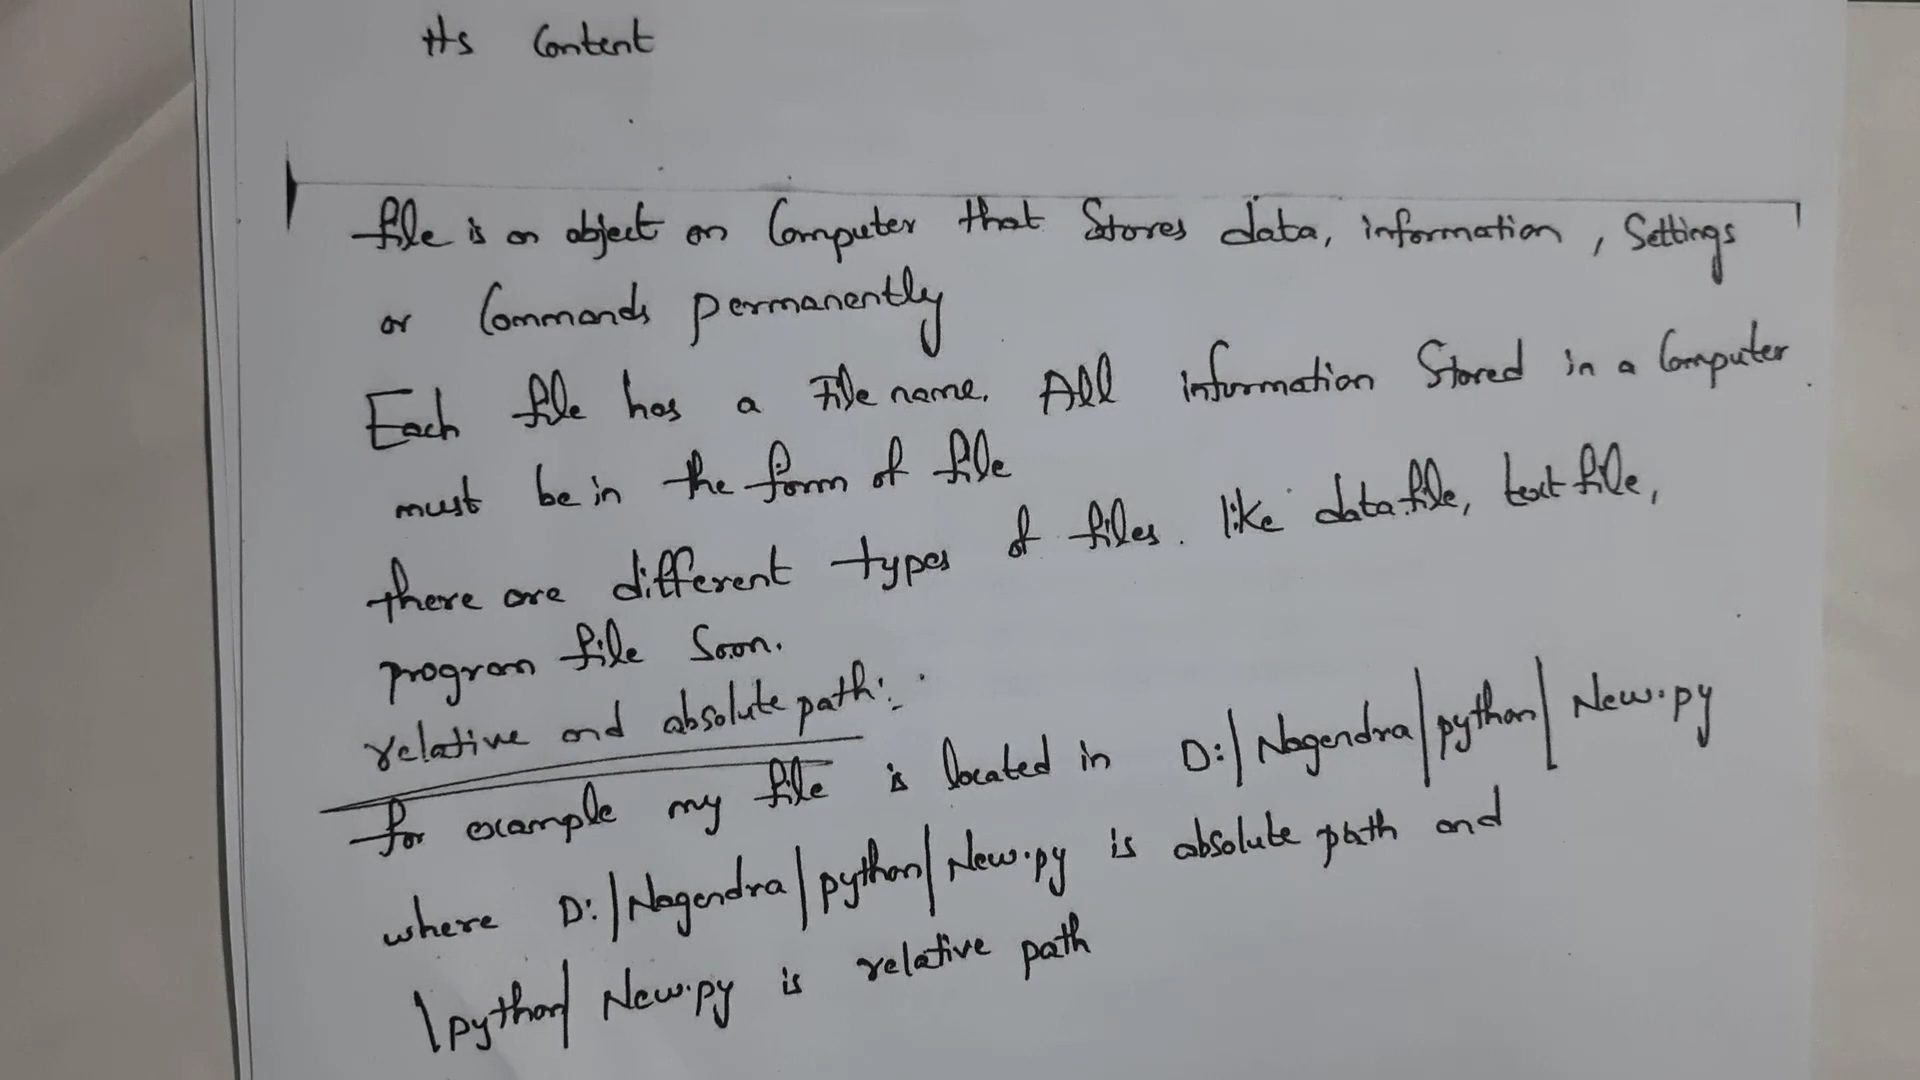 Its Content
file is an object on Computer that Stores data, information, Settings
or Commands permanently
Each file has a File name. All information Stored in a Computer
must be in the form of file
there are different types of files. like data file, text file,
program file Soon.
relative and absolute path:-
for example my file is located in D:/Nagendra/python/New.py
where D:/Nagendra/python/New.py is absolute path and
\python/New.py is relative path